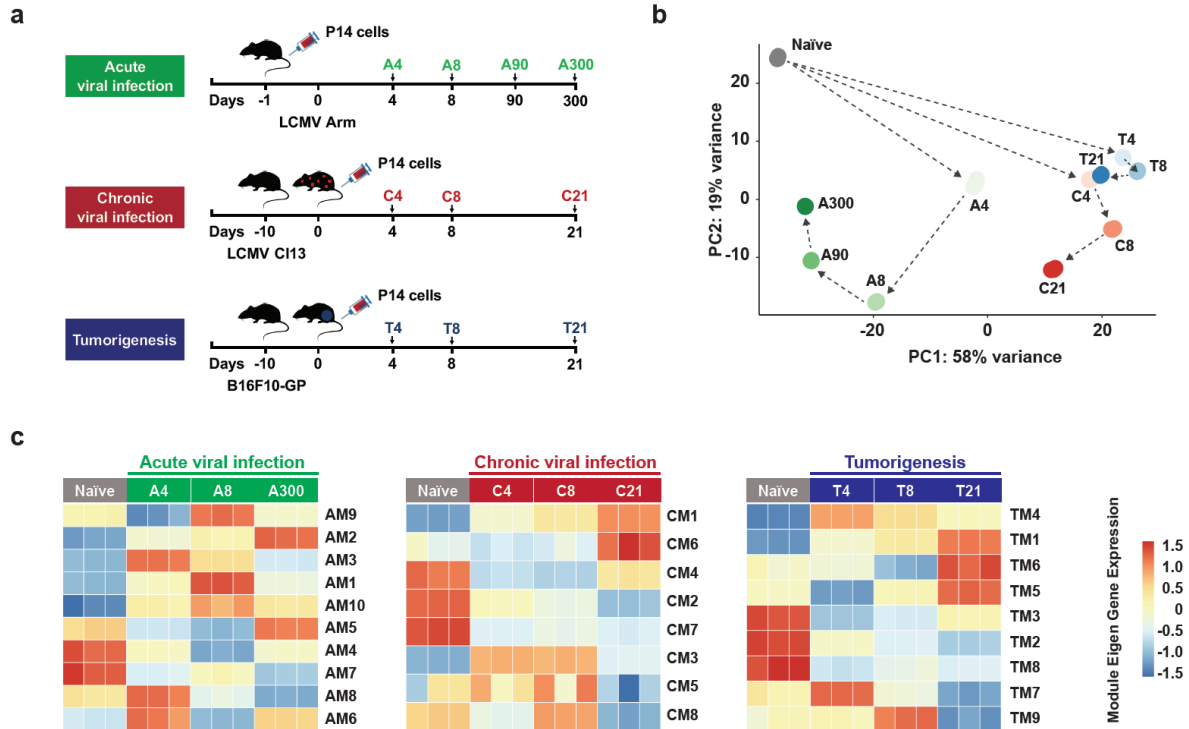 a
P14 cells
Acute
viral infection
A4 A8 A90 A300
Days -1 0 4 8 90 300
LCMV Arm
P14 cells
Chronic
viral infection
C4 C8 C21
Days -10 0 4 8 21
LCMV Cl13
P14 cells
Tumorigenesis
T4 T8 T21
Days -10 0 4 8 21
B16F10-GP
b
Naïve
20
10
0
-10
PC2: 19% variance
T4
T21
T8
C4
A4
A300
C8
A90
C21
A8
-20 0 20
PC1: 58% variance
c
Acute viral infection
Naïve A4 A8 A300
AM9
AM2
AM3
AM1
AM10
AM5
AM4
AM7
AM8
AM6
Chronic viral infection
Naïve C4 C8 C21
CM1
CM6
CM4
CM2
CM7
CM3
CM5
CM8
Tumorigenesis
Naïve T4 T8 T21
TM4
TM1
TM6
TM5
TM3
TM2
TM8
TM7
TM9
Module Eigen Gene Expression
1.5
1.0
0.5
0
-0.5
-1.0
-1.5